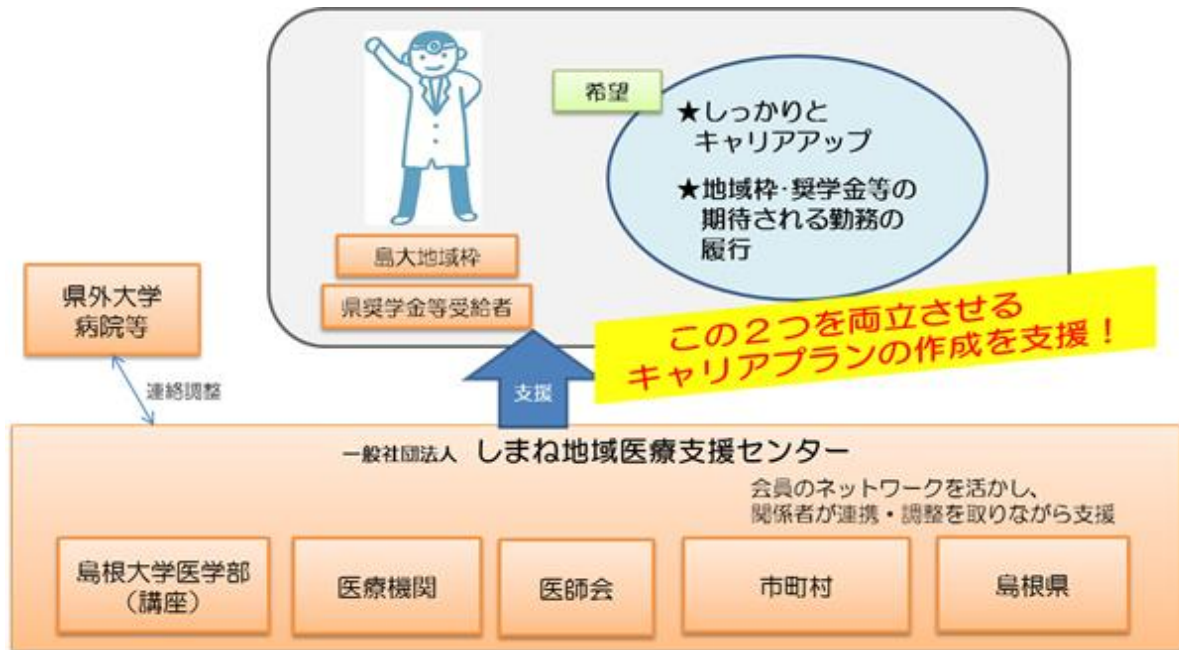 希望
★しっかりと
キャリアアップ
★地域枠・奨学金等の
期待される勤務の
履行
島大地域枠
県奨学金等受給者
この２つを両立させる
キャリアプランの作成を支援！
県外大学
病院等
連絡調整
支援
一般社団法人 しまね地域医療支援センター
会員のネットワークを活かし、
関係者が連携・調整を取りながら支援
島根大学医学部
（講座）
医療機関
医師会
市町村
島根県